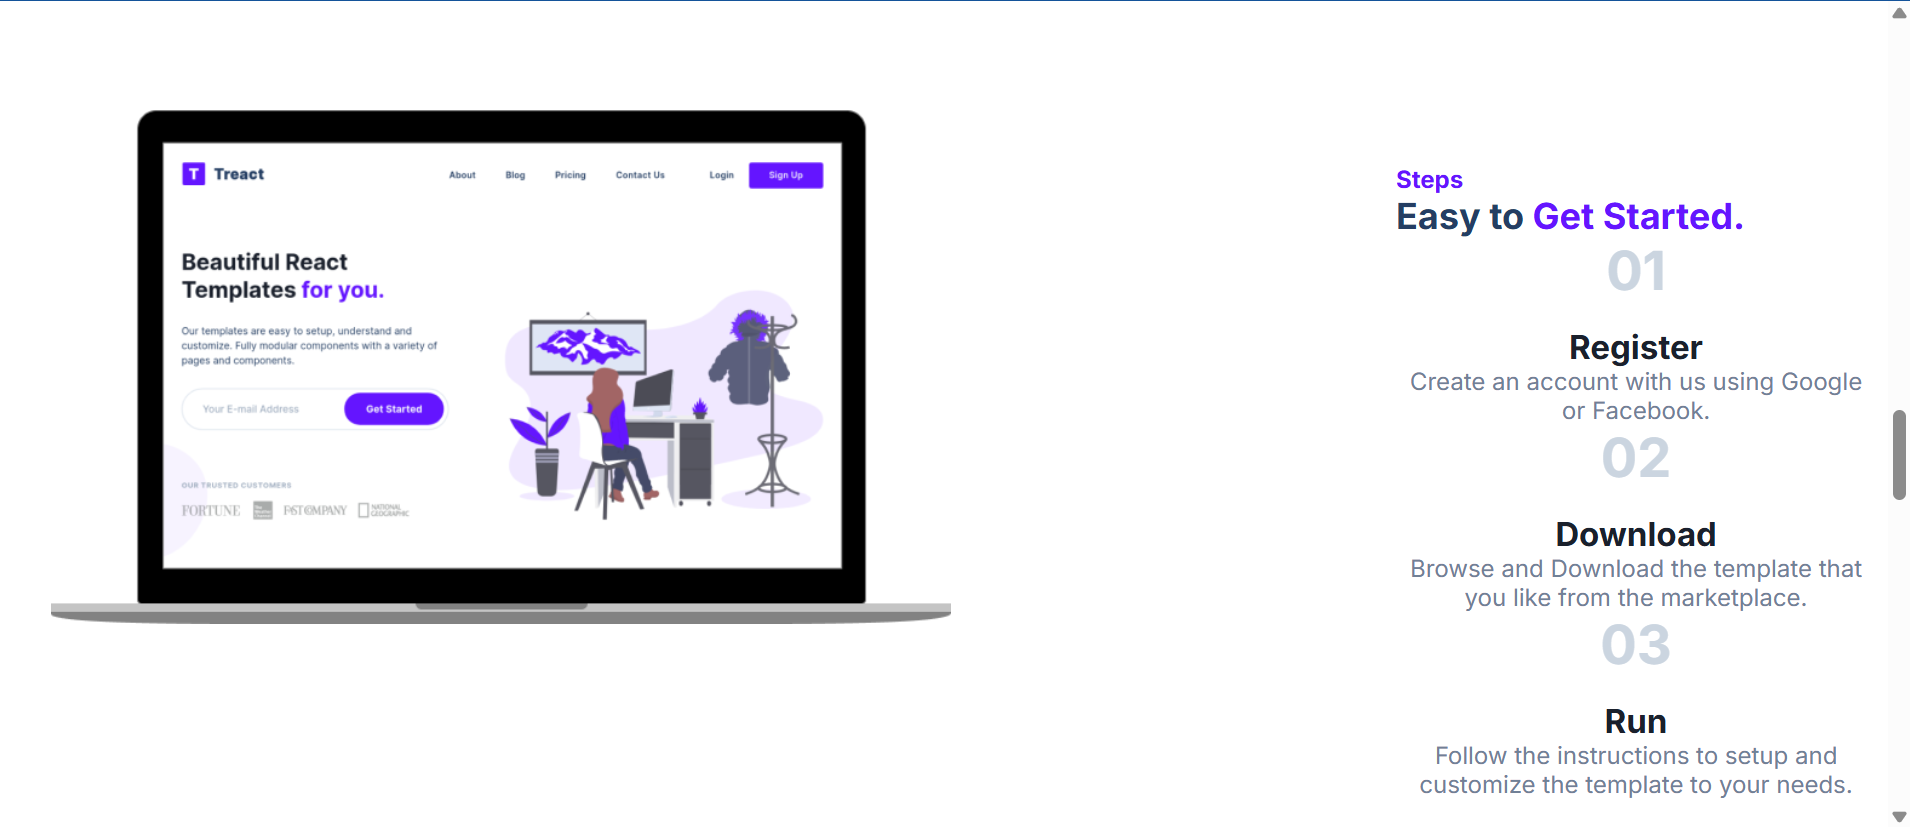 T Treact
About Blog Pricing Contact Us Login Sign Up
Beautiful React
Templates for you.
Our templates are easy to setup, understand and
customize. Fully modular components with a variety of
pages and components.
Your E-mail Address Get Started
OUR TRUSTED CUSTOMERS
FORTUNE FAST COMPANY NATIONAL
GEOGRAPHIC
Steps
Easy to Get Started.
01
Register
Create an account with us using Google
or Facebook.
02
Download
Browse and Download the template that
you like from the marketplace.
03
Run
Follow the instructions to setup and
customize the template to your needs.